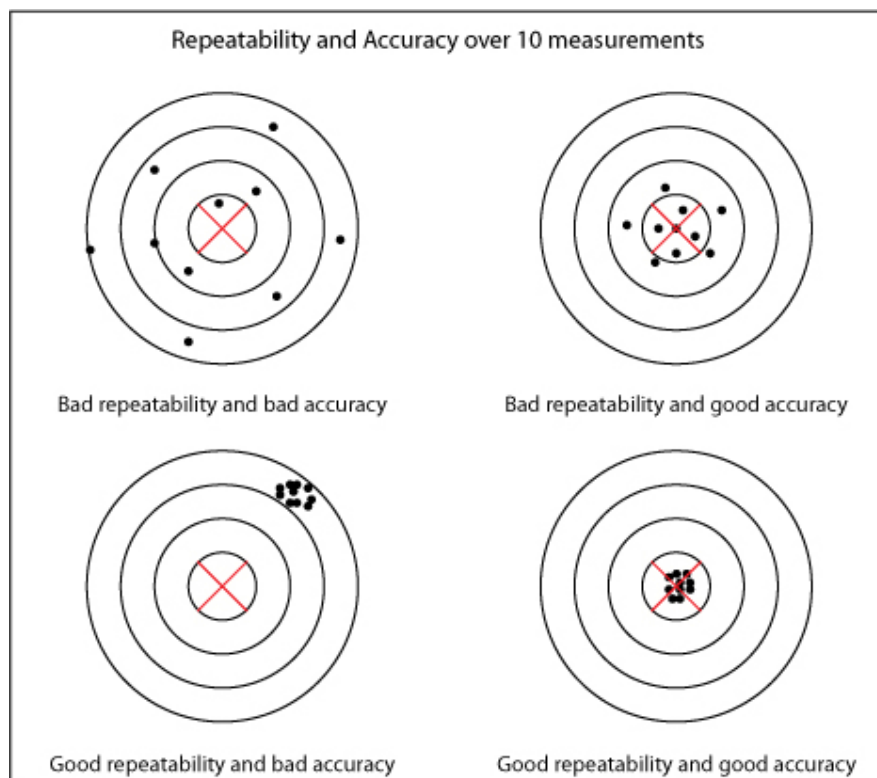 Repeatability and Accuracy over 10 measurements
Bad repeatability and bad accuracy
Bad repeatability and good accuracy
Good repeatability and bad accuracy
Good repeatability and good accuracy